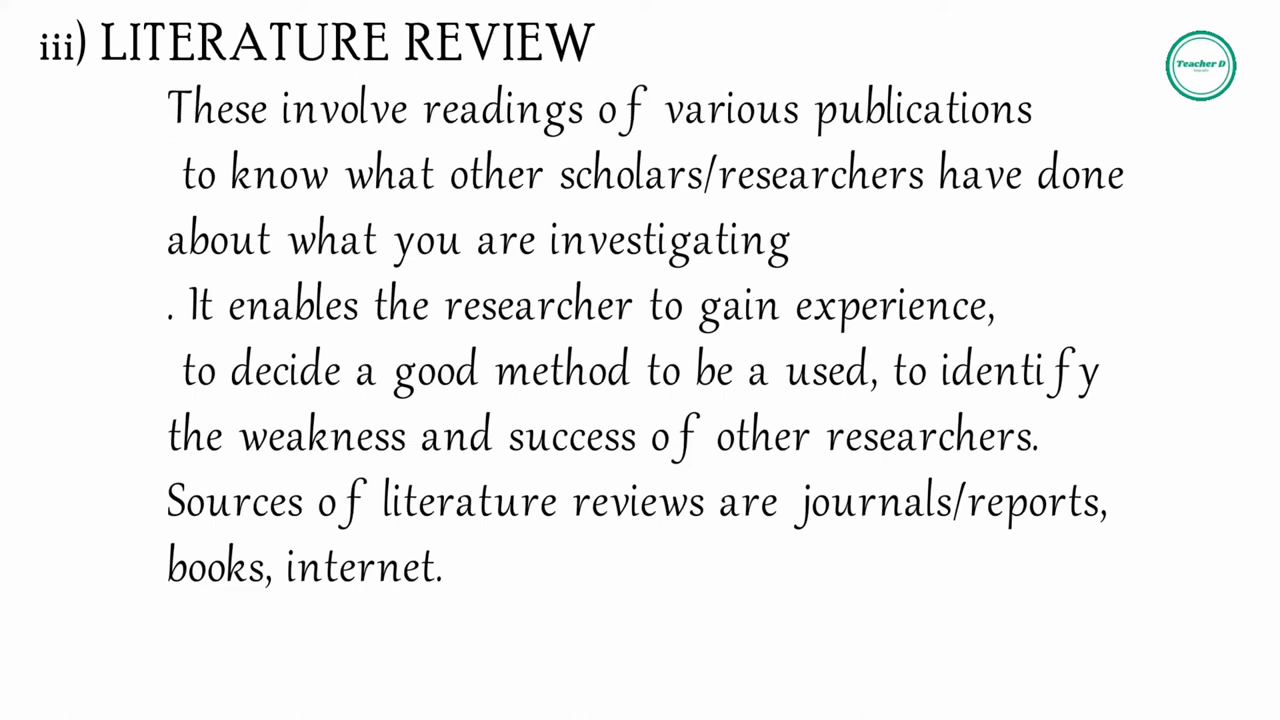 iii) LITERATURE REVIEW
Teacher D
These involve readings of various publications
to know what other scholars/researchers have done
about what you are investigating
. It enables the researcher to gain experience,
to decide a good method to be a used, to identify
the weakness and success of other researchers.
Sources of literature reviews are journals/reports,
books, internet.